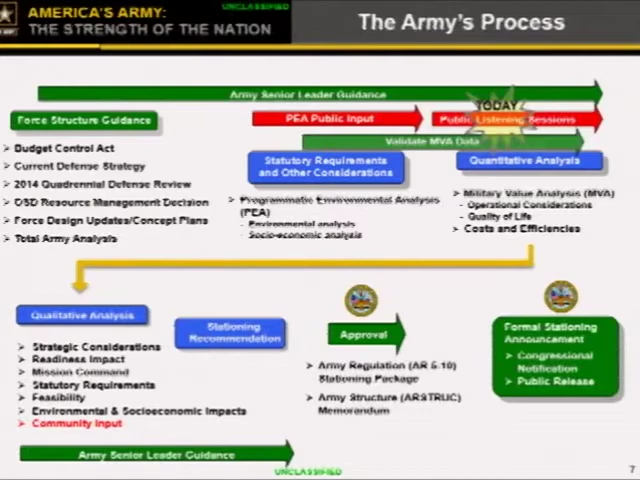 UNCLASSIFIED
AMERICA'S ARMY:
THE STRENGTH OF THE NATION
The Army's Process
Army Senior Leader Guidance
Force Structure Guidance
PEA Public Input
TODAY
Public Listening Sessions
Validate MVA Data
Budget Control Act
Current Defense Strategy
2014 Quadrennial Defense Review
OSD Resource Management Decision
Force Design Updates/Concept Plans
Total Army Analysis
Statutory Requirements
and Other Considerations
Programmatic Environmental Analysis
(PEA)
- Environmental analysis
- Socio-economic analysis
Quantitative Analysis
Military Value Analysis (MVA)
- Operational Considerations
- Quality of Life
Costs and Efficiencies
Qualitative Analysis
Strategic Considerations
Readiness Impact
Mission Command
Statutory Requirements
Feasibility
Environmental & Socioeconomic Impacts
Community Input
Stationing
Recommendation
Approval
Army Regulation (AR 5-10)
Stationing Package
Army Structure (ARSTRUC)
Memorandum
Formal Stationing
Announcement
Congressional
Notification
Public Release
Army Senior Leader Guidance
UNCLASSIFIED
7